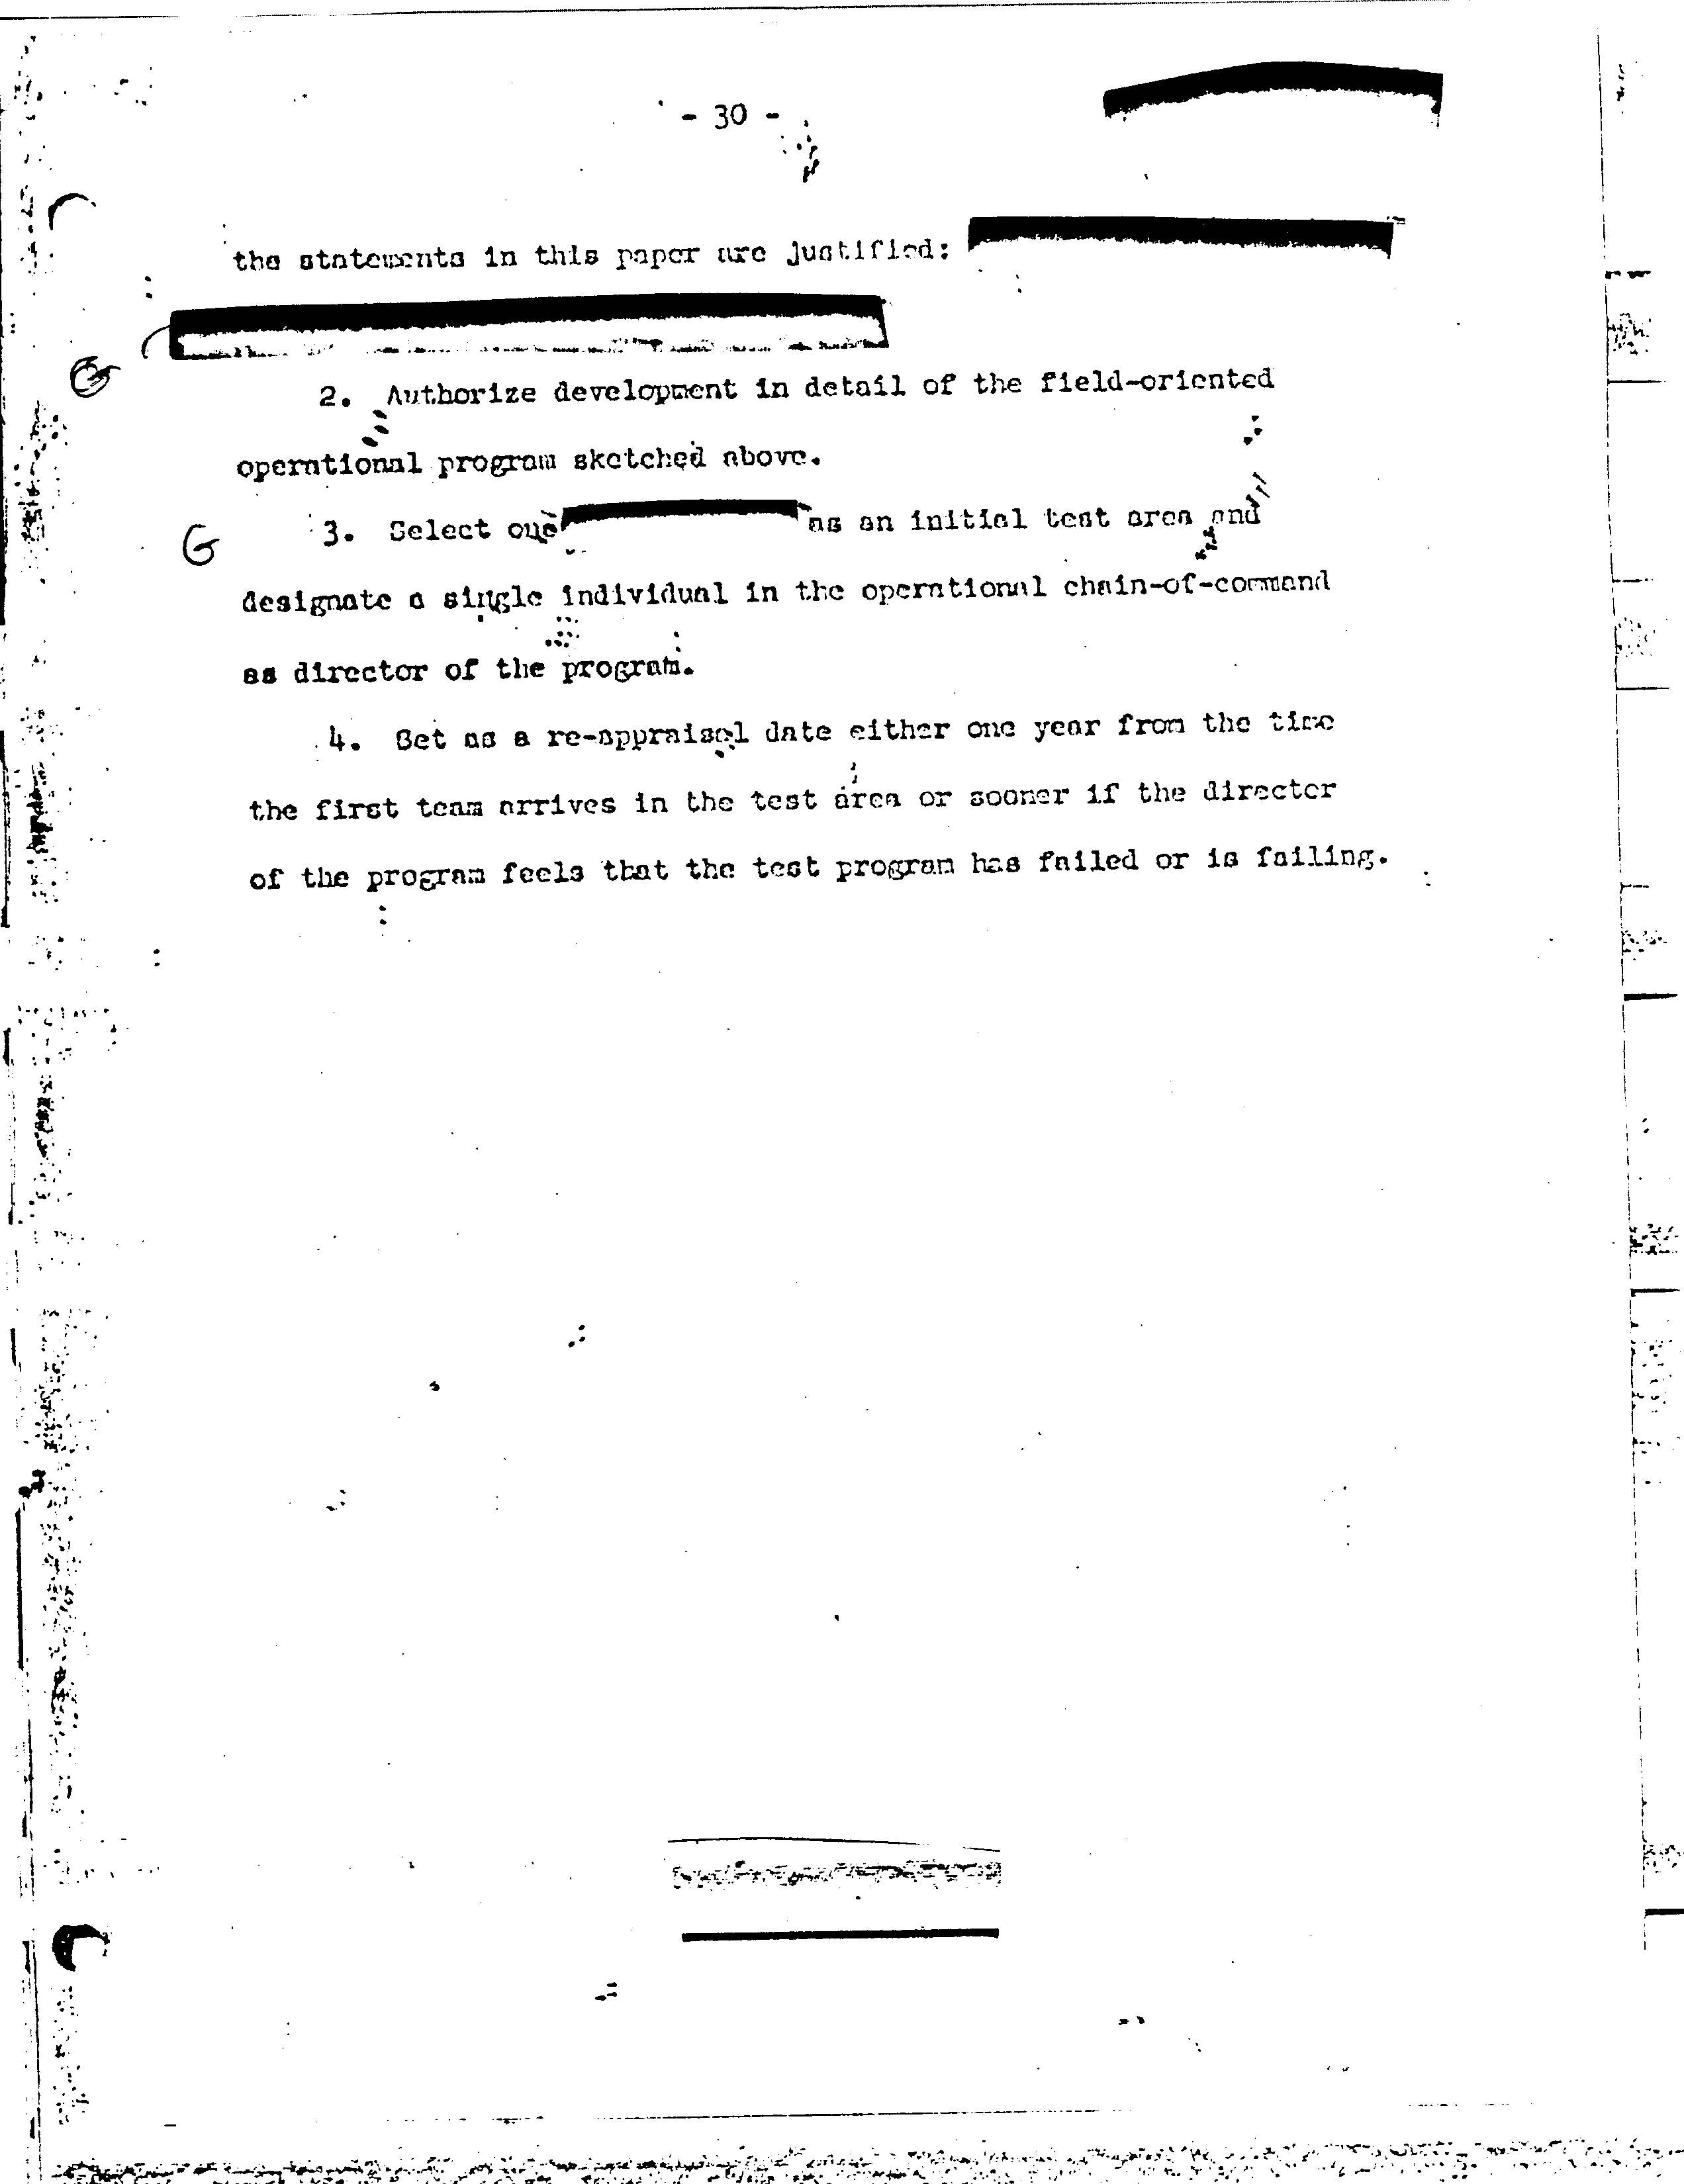 - 30 -
the statements in this paper are justified:
G
2. Authorize development in detail of the field-oriented
operational program sketched above.
G 3. Select one as an initial test area and
designate a single individual in the operational chain-of-command
as director of the program.
4. Set as a re-appraisal date either one year from the time
the first team arrives in the test area or sooner if the director
of the program feels that the test program has failed or is failing.